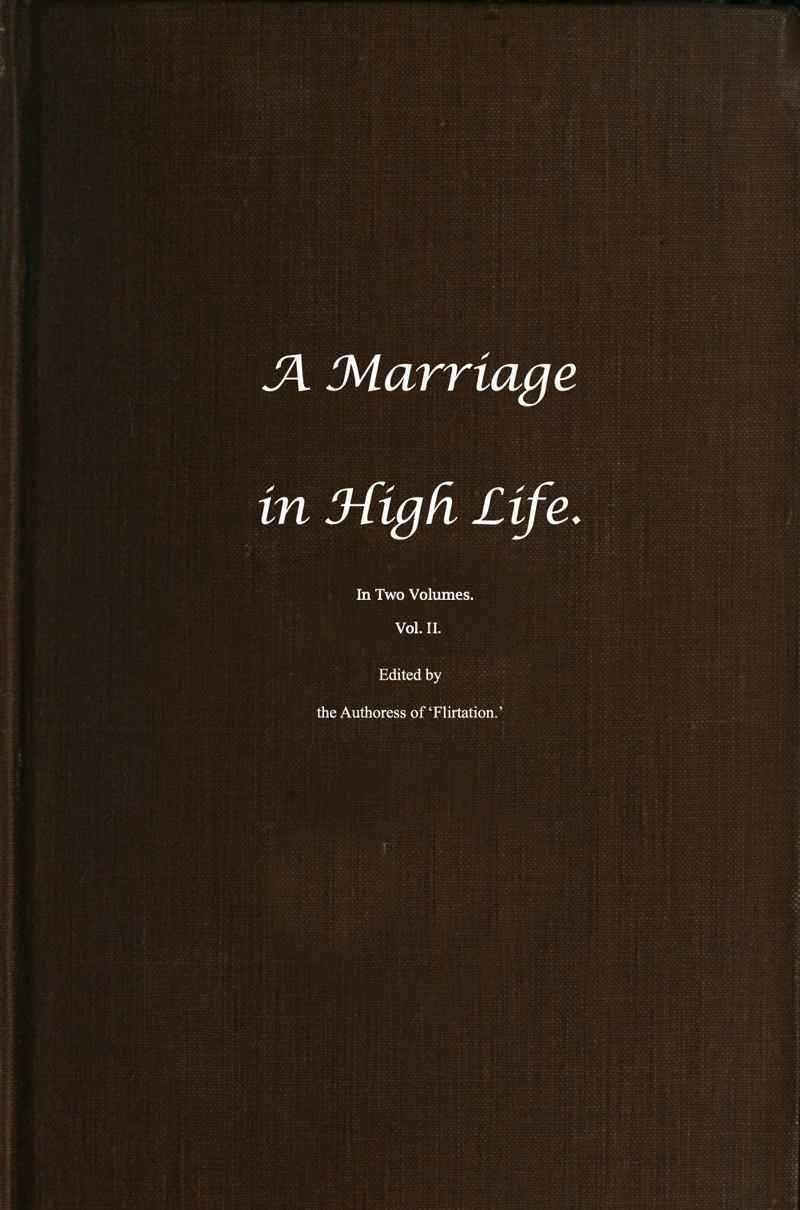 A Marriage
in High Life.
In Two Volumes.
Vol. II.
Edited by
the Authoress of ‘Flirtation.’